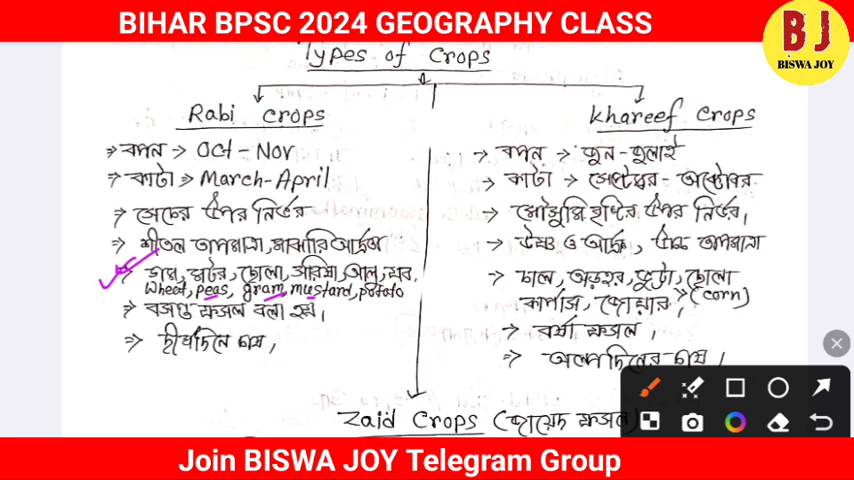 BIHAR BPSC 2024 GEOGRAPHY CLASS
BJ
BISWA JOY
Types of Crops
Rabi Crops
⇒ বপন ⇒ Oct-Nov
⇒ কাটা ⇒ March-April
⇒ সেচের উপর নির্ভর
⇒ শীতল তাপমাত্রা, মাঝারি আর্দ্রতা
মটর, ছোলা, সরিষা, আলু, যব,
Wheat, peas, gram, mustard, potato
⇒ বসন্ত ফসল বলা হয়।
⇒ দীর্ঘদিনে চাষ,
Khareef Crops
→ বপন ⇒ জুন-জুলাই
⇒ কাটা ⇒ সেপ্টেম্বর-অক্টোবর
⇒ মৌসুমি বৃষ্টির উপর নির্ভর,
⇒ উষ্ণ ও আর্দ্র, উচ্চ তাপমাত্রা
⇒ অড়হর, ভুট্টা, ছোলা
কার্পাস, জোয়ার, (corn)
⇒ বর্ষা ফসল,
⇒ অল্পদিনের চাষ,
Zaid Crops (জায়েদ ফসল)
Join BISWA JOY Telegram Group